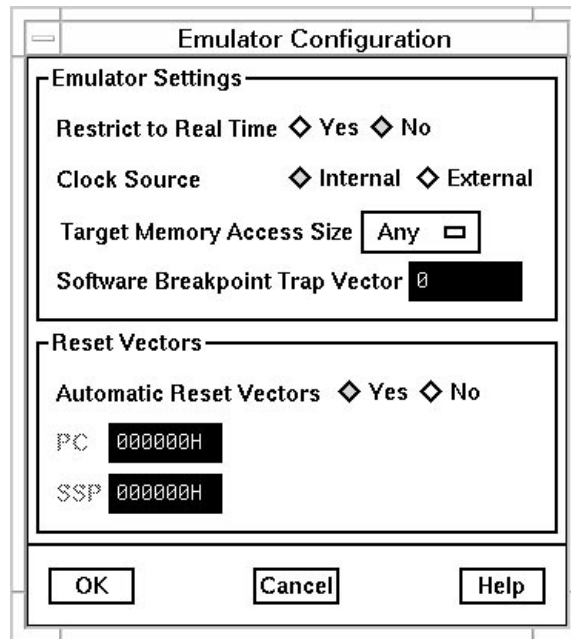 Emulator Configuration
Emulator Settings
Restrict to Real Time Yes No
Clock Source Internal External
Target Memory Access Size Any
Software Breakpoint Trap Vector 0
Reset Vectors
Automatic Reset Vectors Yes No
PC 000000H
SSP 000000H
OK Cancel Help